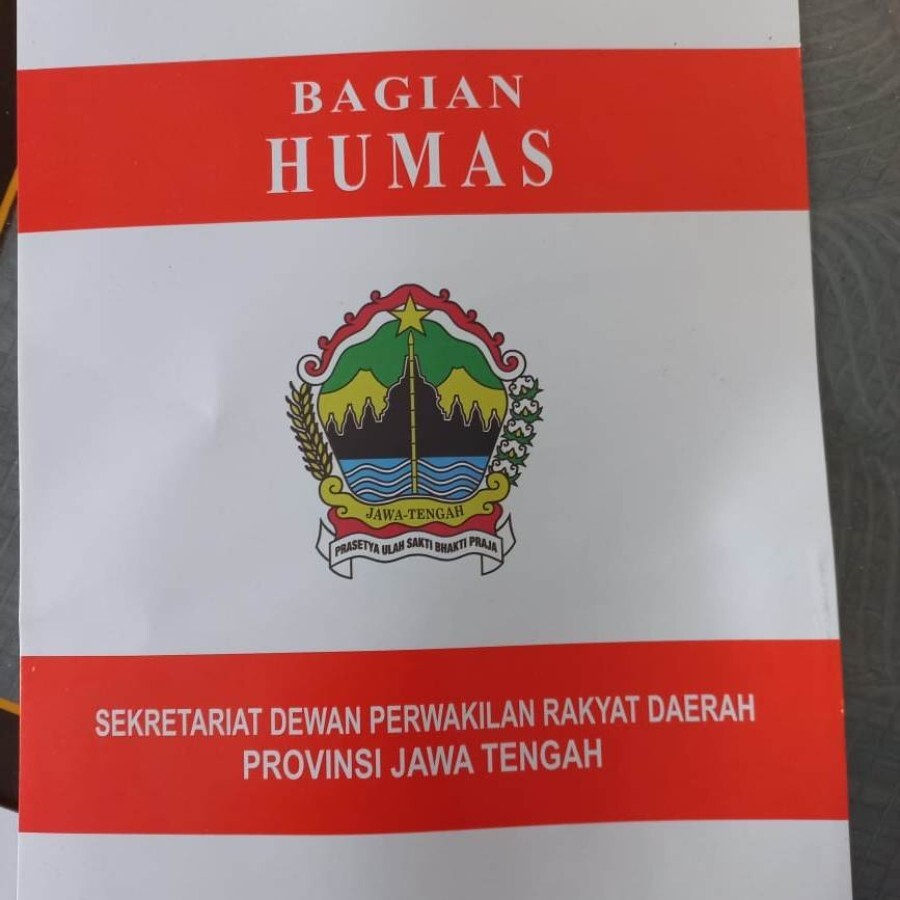 BAGIAN
HUMAS
JAWA-TENGAH
PRASETYA ULAH SAKTI BHAKTI PRAJA
SEKRETARIAT DEWAN PERWAKILAN RAKYAT DAERAH
PROVINSI JAWA TENGAH